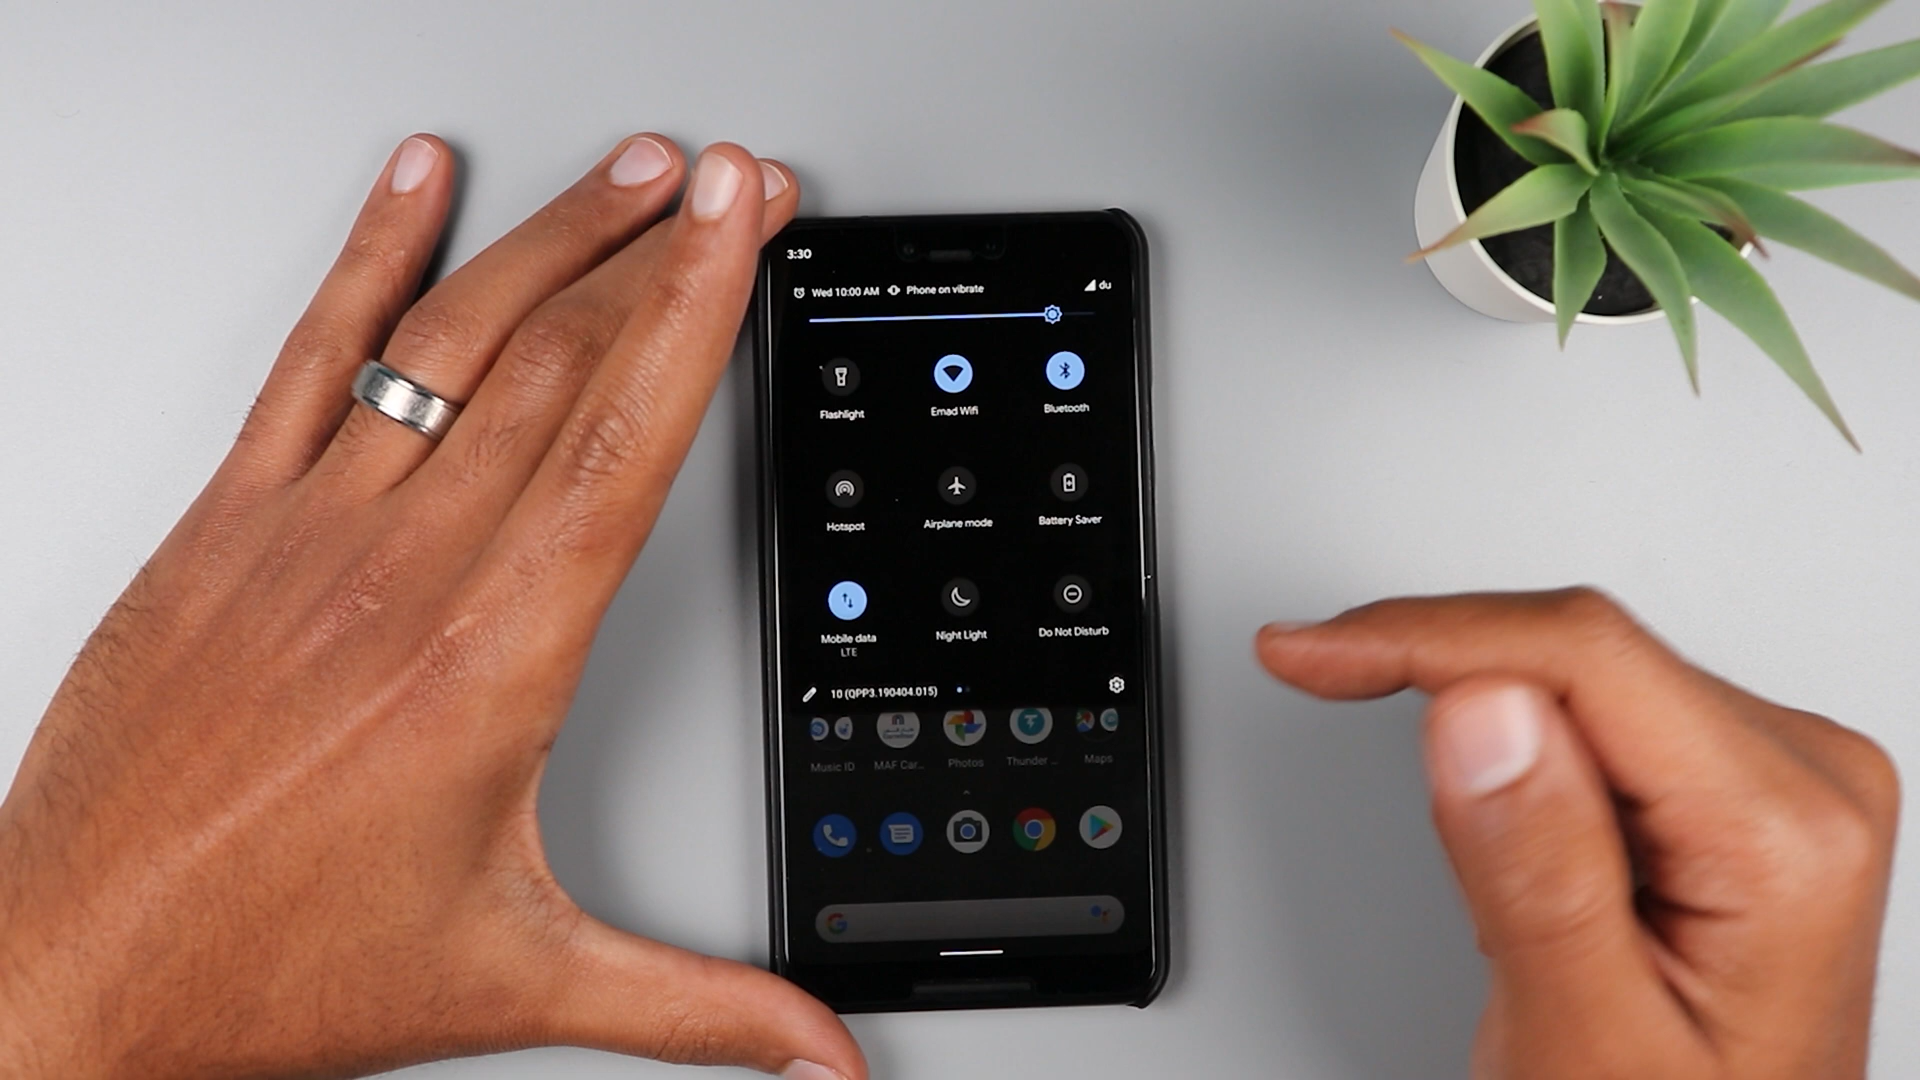 3:30
Wed 10:00 AM Phone on vibrate du
Flashlight Emad Wifi Bluetooth
Hotspot Airplane mode Battery Saver
Mobile data Night Light Do Not Disturb
LTE
10 (QPP3.190404.015)
Music ID MAF Car... Photos Thunder ... Maps
G